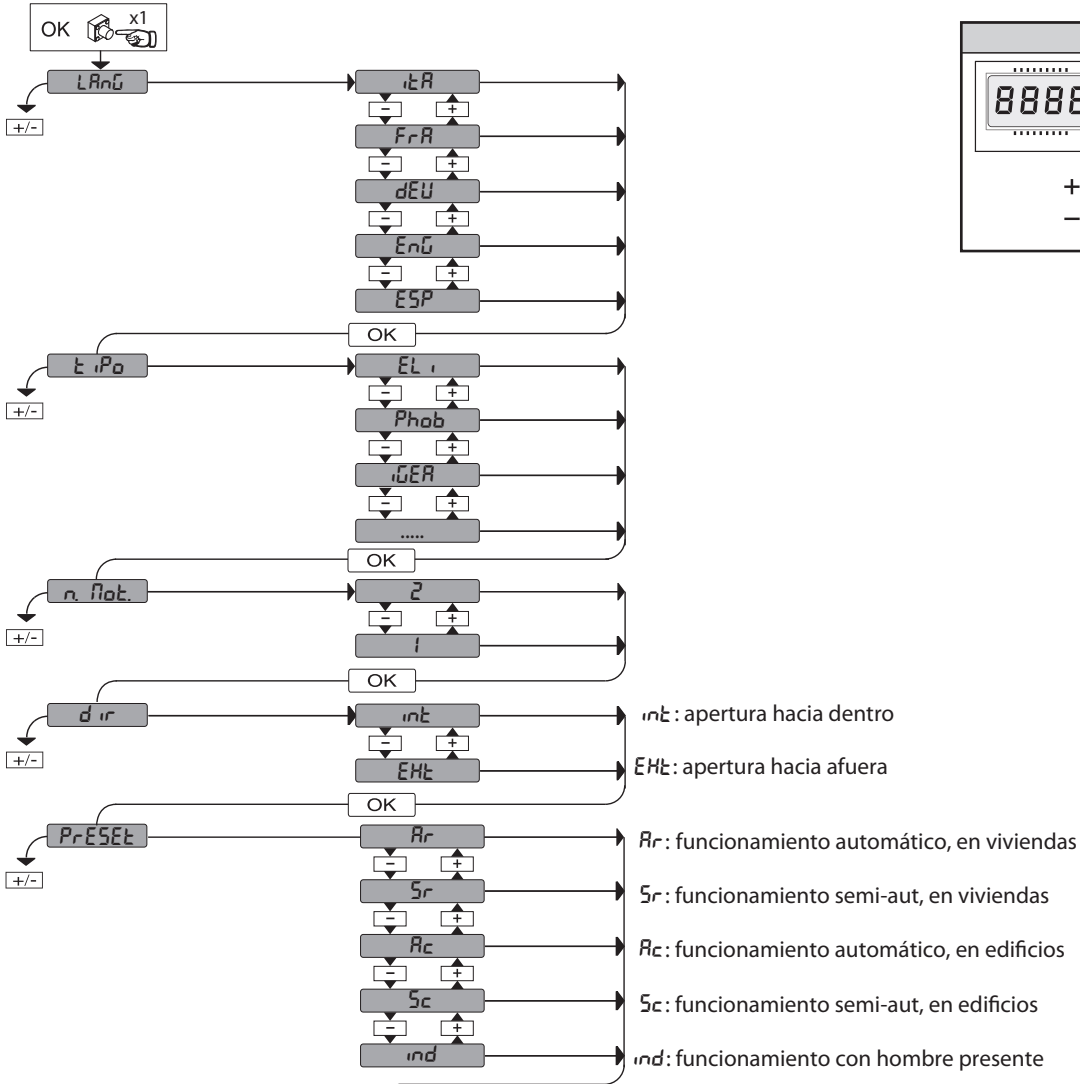 OK x1
LAnG
itA
+/-
- +
FrA
- +
dEU
- +
EnG
- +
ESP
OK
tiPo
ELi
+/-
- +
Phob
- +
iGEA
- +
.....
OK
n. Mot.
2
+/-
- +
1
OK
dir
int
int: apertura hacia dentro
+/-
- +
EHt
EHt: apertura hacia afuera
OK
PrESEt
Ar
Ar: funcionamiento automático, en viviendas
+/-
- +
Sr
Sr: funcionamiento semi-aut, en viviendas
- +
Ac
Ac: funcionamiento automático, en edificios
- +
Sc
Sc: funcionamiento semi-aut, en edificios
- +
ind
ind: funcionamiento con hombre presente
+
−